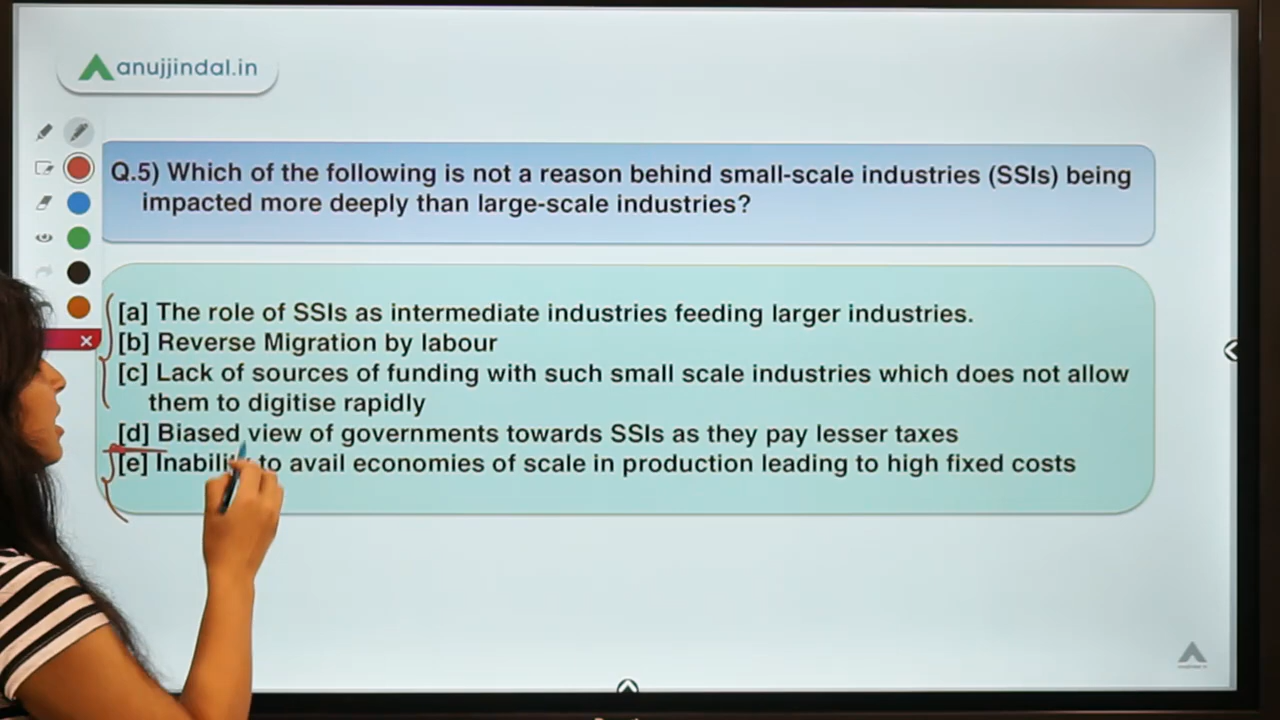 anujjindal.in
Q.5) Which of the following is not a reason behind small-scale industries (SSIs) being
impacted more deeply than large-scale industries?
[a] The role of SSIs as intermediate industries feeding larger industries.
[b] Reverse Migration by labour
[c] Lack of sources of funding with such small scale industries which does not allow
them to digitise rapidly
[d] Biased view of governments towards SSIs as they pay lesser taxes
[e] Inability to avail economies of scale in production leading to high fixed costs